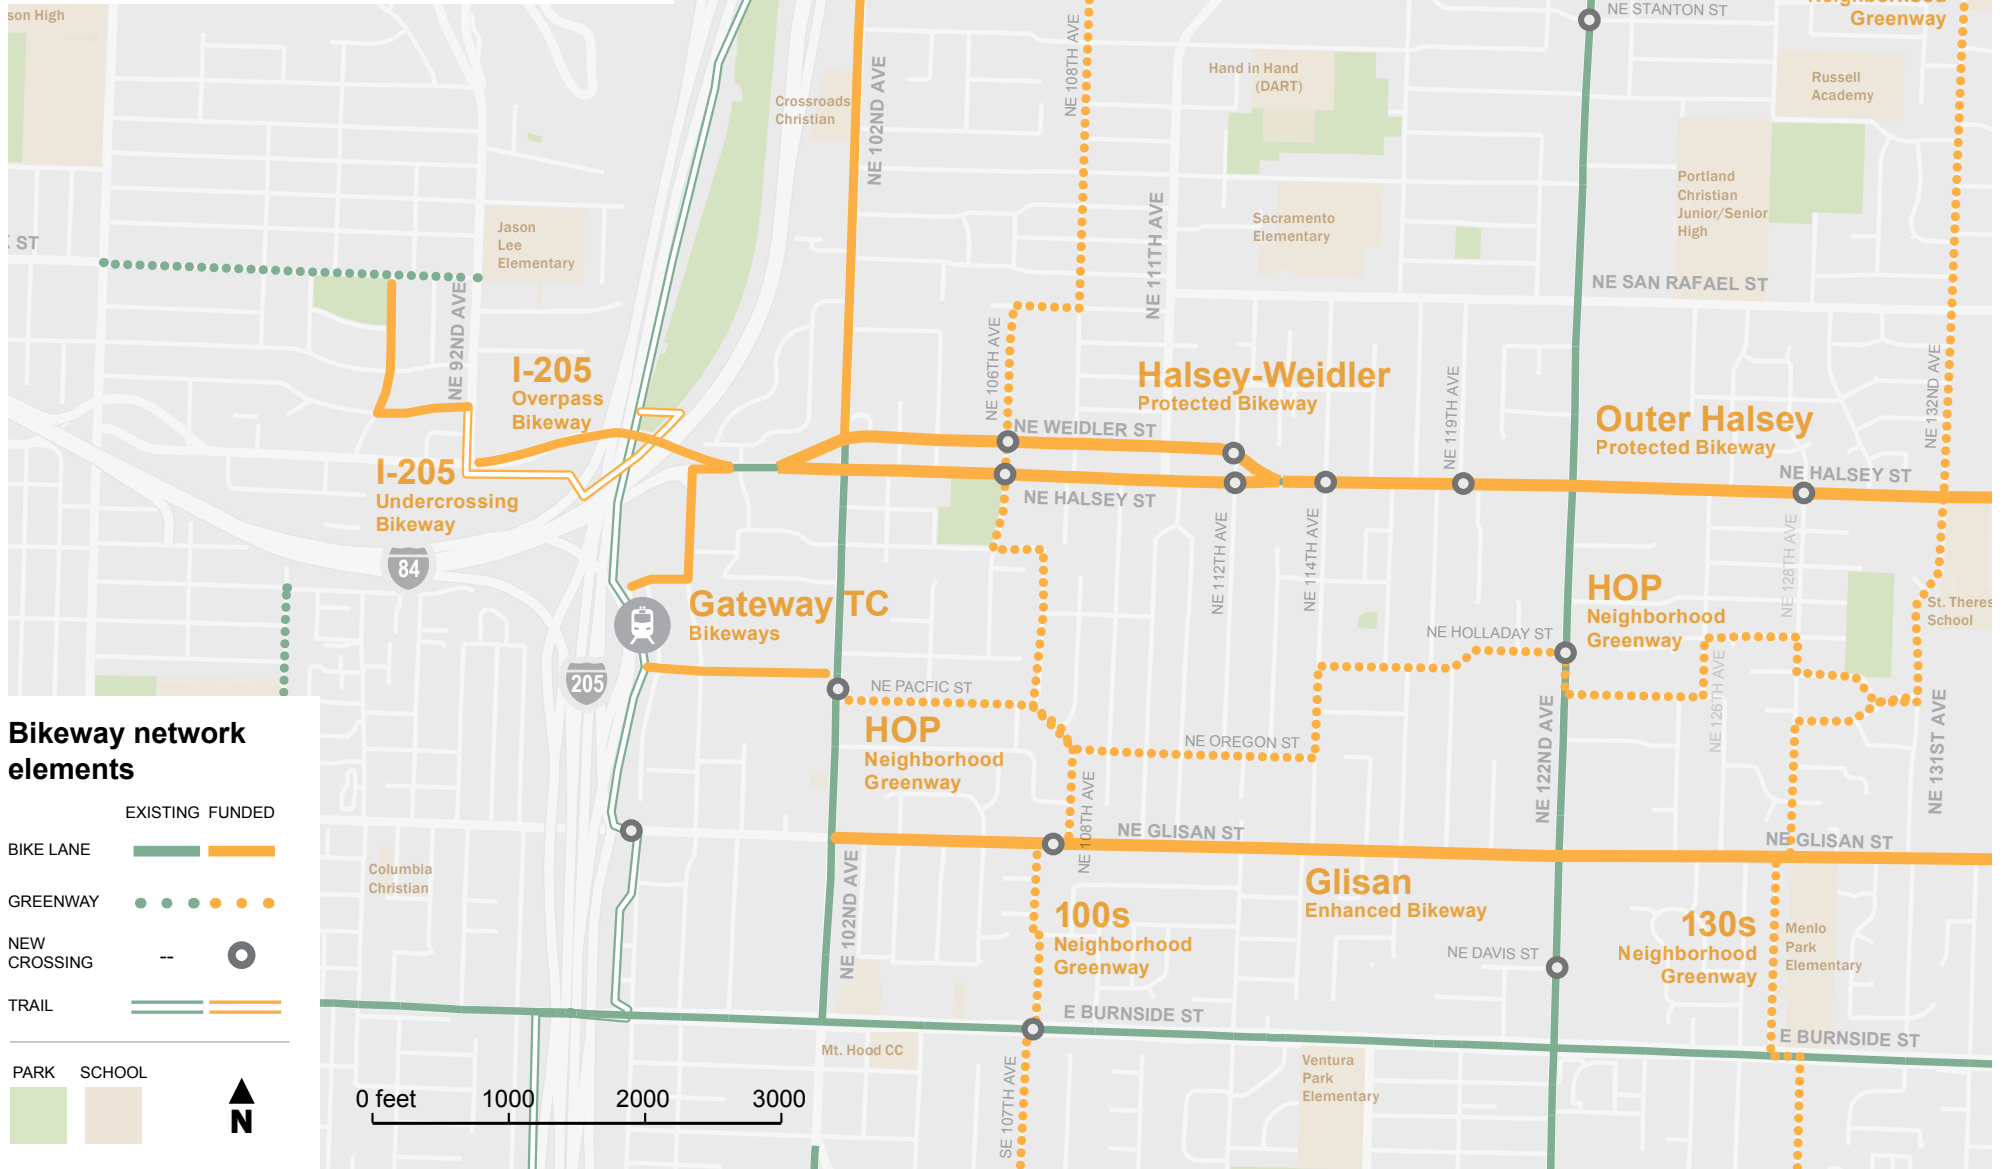 son High
Neighborhood
Greenway
NE STANTON ST
NE 108TH AVE
NE 102ND AVE
Crossroads
Christian
Hand in Hand
(DART)
Russell
Academy
Portland
Christian
Junior/Senior
High
Sacramento
Elementary
Jason
Lee
Elementary
ST
NE 92ND AVE
NE 111TH AVE
NE SAN RAFAEL ST
NE 106TH AVE
NE 119TH AVE
NE 132ND AVE
I-205
Overpass
Bikeway
Halsey-Weidler
Protected Bikeway
Outer Halsey
Protected Bikeway
NE WEIDLER ST
NE HALSEY ST
NE HALSEY ST
I-205
Undercrossing
Bikeway
84
NE 112TH AVE
NE 114TH AVE
NE 128TH AVE
Gateway TC
Bikeways
HOP
Neighborhood
Greenway
St. Theres
School
NE HOLLADAY ST
205
NE PACFIC ST
NE 126TH AVE
NE 131ST AVE
NE 122ND AVE
HOP
Neighborhood
Greenway
NE OREGON ST
NE 108TH AVE
NE GLISAN ST
NE GLISAN ST
Columbia
Christian
NE 102ND AVE
Glisan
Enhanced Bikeway
100s
Neighborhood
Greenway
130s
Neighborhood
Greenway
Menlo
Park
Elementary
NE DAVIS ST
E BURNSIDE ST
E BURNSIDE ST
Mt. Hood CC
Ventura
Park
Elementary
SE 107TH AVE
Bikeway network
elements
EXISTING FUNDED
BIKE LANE
GREENWAY
NEW
CROSSING
--
TRAIL
PARK SCHOOL
N
0 feet 1000 2000 3000